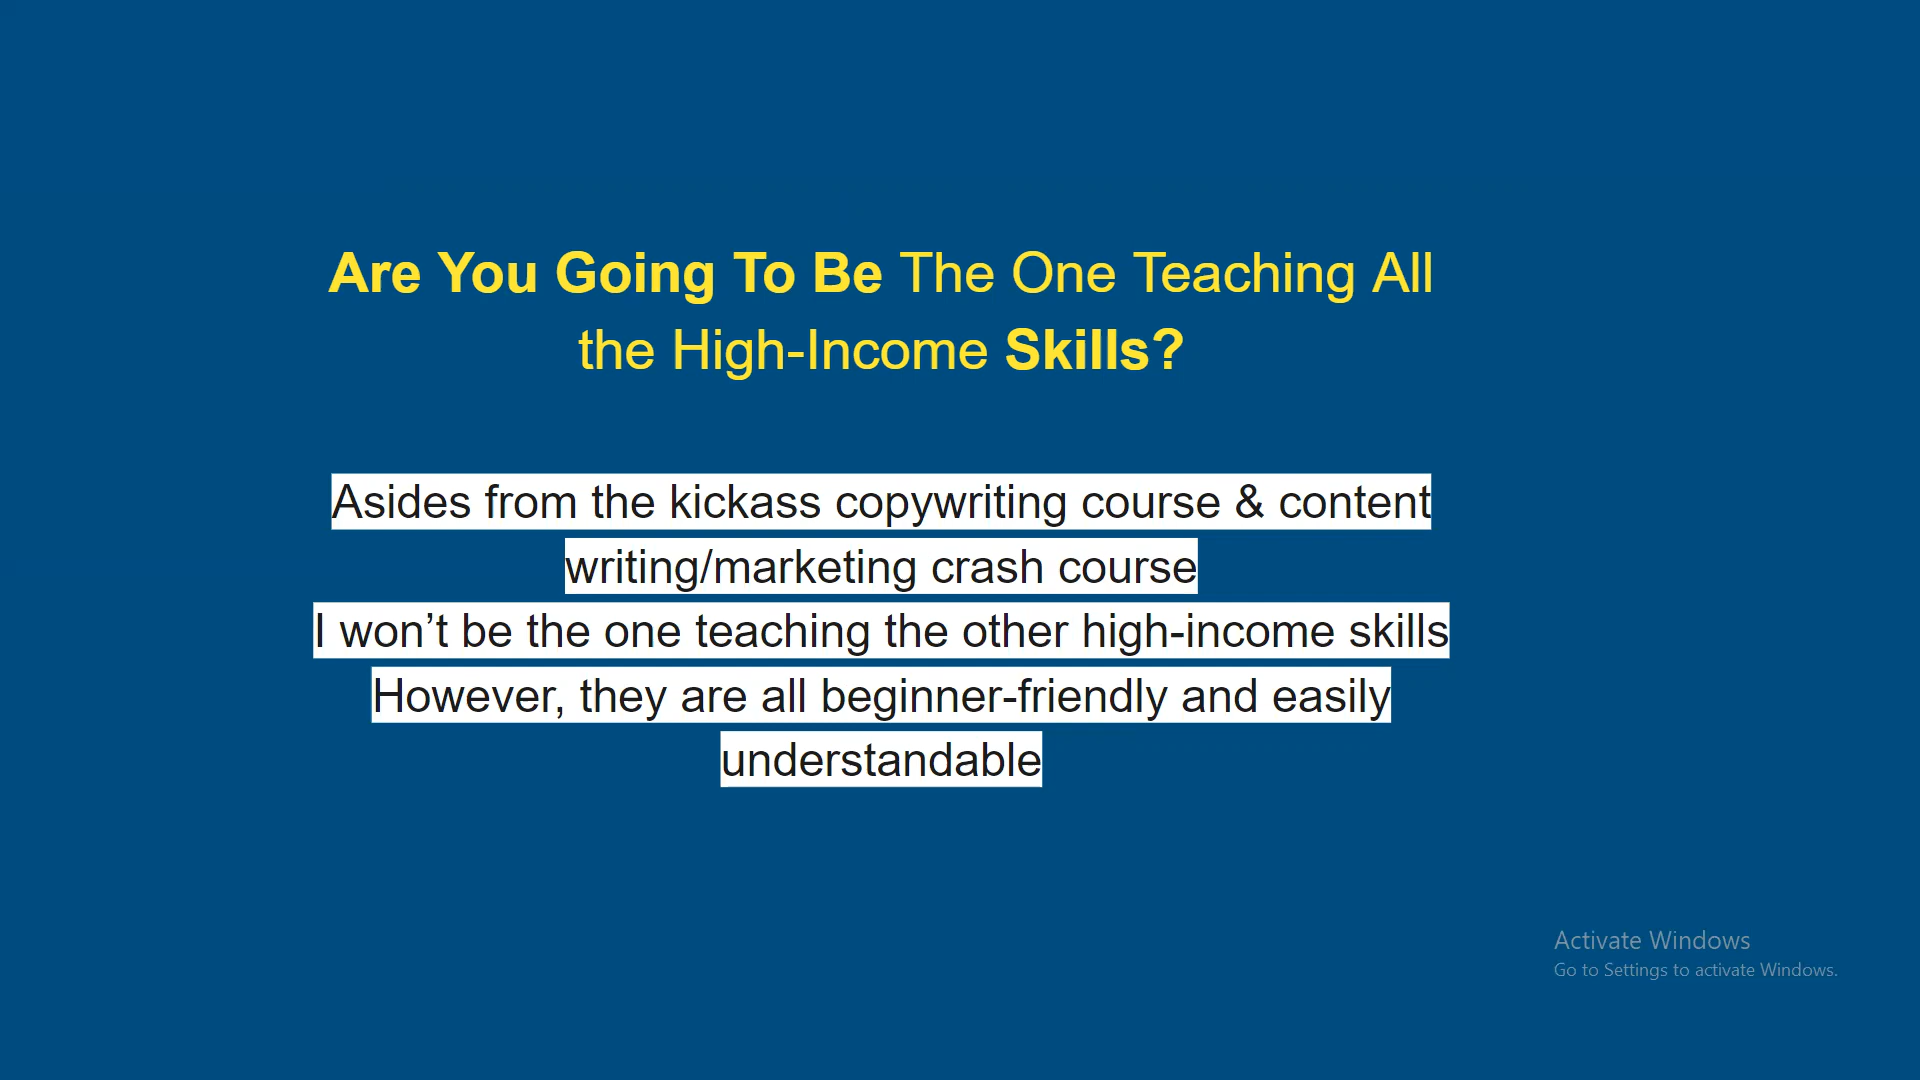 Are You Going To Be The One Teaching All
the High-Income Skills?
Asides from the kickass copywriting course & content
writing/marketing crash course
I won’t be the one teaching the other high-income skills
However, they are all beginner-friendly and easily
understandable
Activate Windows
Go to Settings to activate Windows.